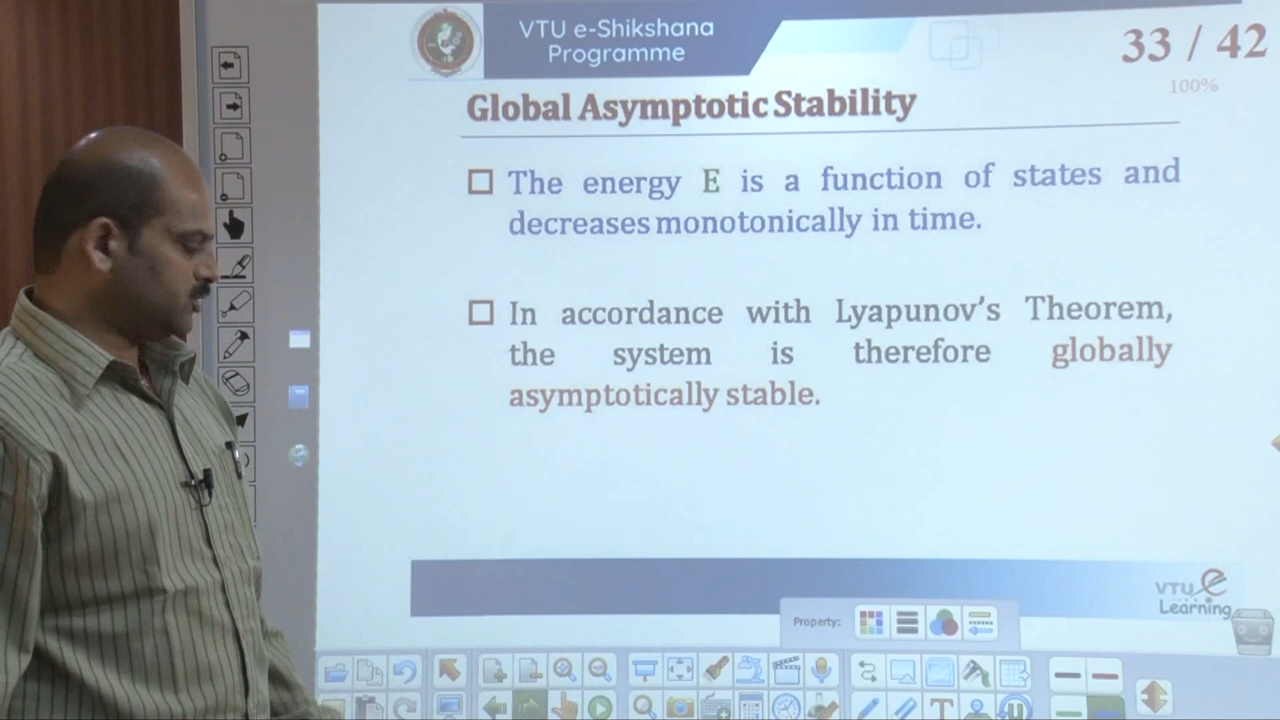 VTU e-Shikshana
Programme
33 / 42
100%
Global Asymptotic Stability
The energy E is a function of states and
decreases monotonically in time.
In accordance with Lyapunov's Theorem,
the system is therefore globally
asymptotically stable.
VTU e
Learning
Property: